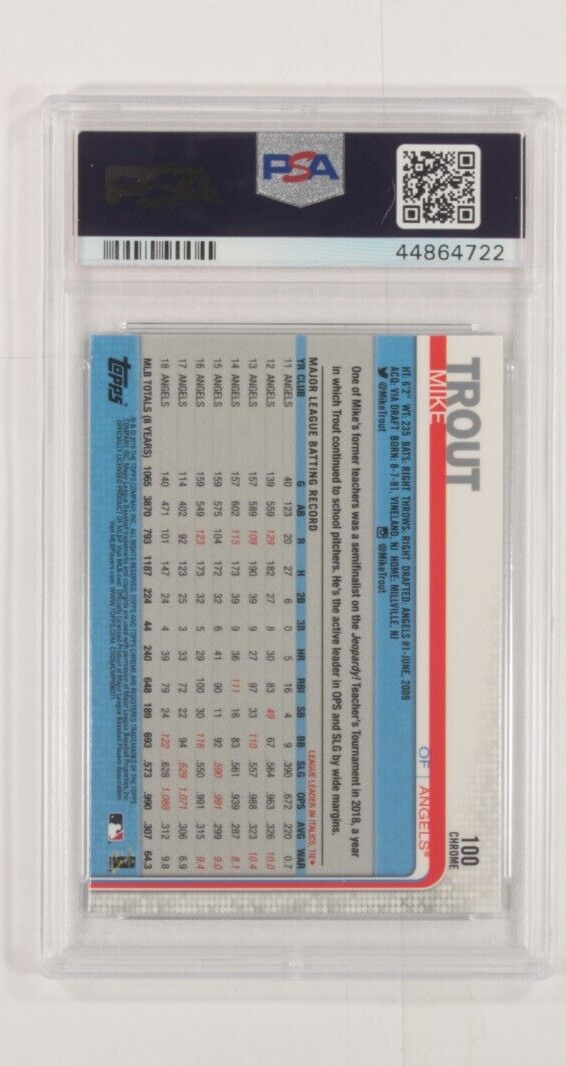 PSA
PSA
44864722
100
CHROME
TROUT
MIKE
OF | ANGELS®
HT: 6'2" WT: 235 BATS: RIGHT THROWS: RIGHT DRAFTED: ANGELS #1-JUNE, 2009
ACQ: VIA DRAFT BORN: 8-7-91, VINELAND, NJ HOME: MILLVILLE, NJ
@MikeTrout @MikeTrout
One of Mike's former teachers was a semifinalist on the Jeopardy! Teacher's Tournament in 2018, a year
in which Trout continued to school pitchers. He's the active leader in OPS and SLG by wide margins.
MAJOR LEAGUE BATTING RECORD LEAGUE LEADER IN ITALICS, TIE♦
YR CLUB G AB R H 2B 3B HR RBI SB BB SLG OPS AVG WAR
11 ANGELS 40 123 20 27 6 0 5 16 4 9 .390 .672 .220 0.7
12 ANGELS 139 559 129 182 27 8 30 83 49 67 .564 .963 .326 10.0
13 ANGELS 157 589 109 190 39 9 27 97 33 110 .557 .988 .323 10.4
14 ANGELS 157 602 115 173 39 9 36 111 16 83 .561 .939 .287 8.1
15 ANGELS 159 575 104 172 32 6 41 90 11 92 .590 .991 .299 9.0
16 ANGELS 159 549 123 173 32 5 29 100 30 116 .550 .991 .315 9.4
17 ANGELS 114 402 92 123 25 3 33 72 22 94 .629 1.071 .306 6.9
18 ANGELS 140 471 101 147 24 4 39 79 24 122 .628 1.088 .312 9.8
MLB TOTALS (8 YEARS) 1065 3870 793 1187 224 44 240 648 189 693 .573 .990 .307 64.3
topps